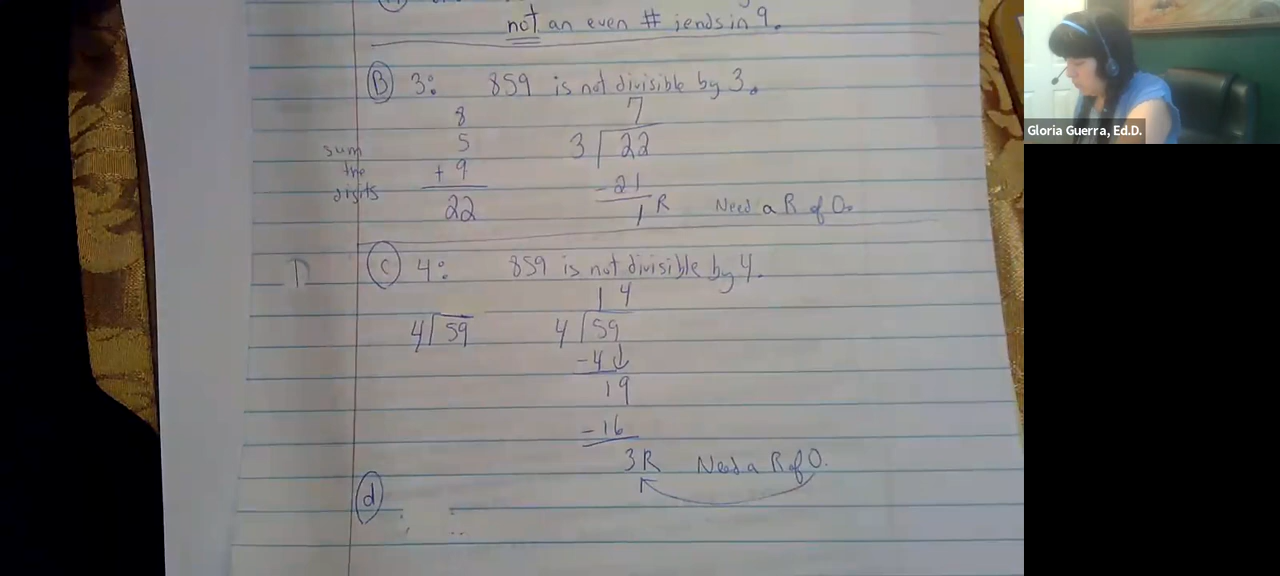 not an even # ; ends in 9.
B 3: 859 is not divisible by 3.
8
5
+ 9
22
sum
the
digits
7
3 22
-21
1 R Need a R of 0.
C 4: 859 is not divisible by 4.
4 59
1 4
4 59
-4
19
-16
3 R Need a R of 0.
d
Gloria Guerra, Ed.D.